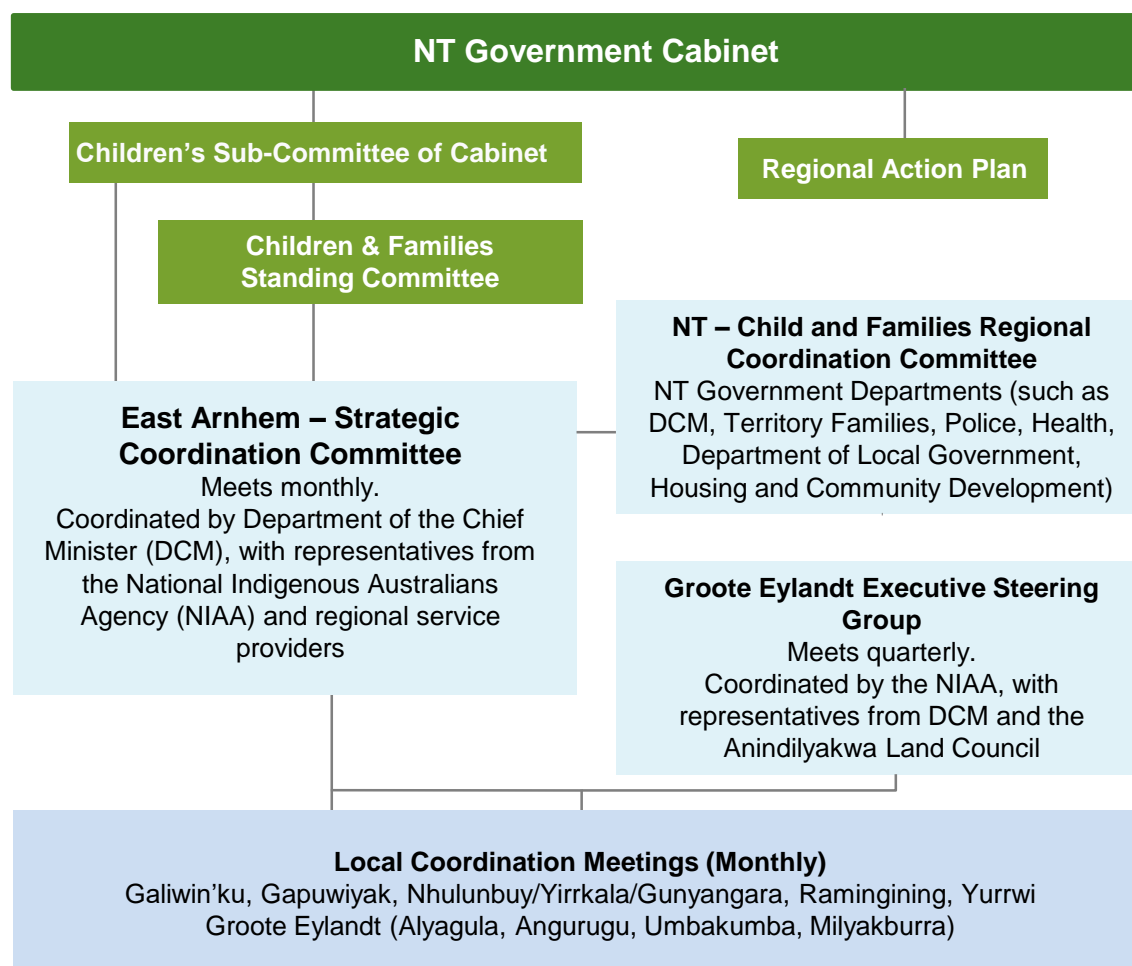 NT Government Cabinet
Children’s Sub-Committee of Cabinet
Regional Action Plan
Children & Families
Standing Committee
NT – Child and Families Regional
Coordination Committee
NT Government Departments (such as
DCM, Territory Families, Police, Health,
Department of Local Government,
Housing and Community Development)
East Arnhem – Strategic
Coordination Committee
Meets monthly.
Coordinated by Department of the Chief
Minister (DCM), with representatives from
the National Indigenous Australians
Agency (NIAA) and regional service
providers
Groote Eylandt Executive Steering
Group
Meets quarterly.
Coordinated by the NIAA, with
representatives from DCM and the
Anindilyakwa Land Council
Local Coordination Meetings (Monthly)
Galiwin’ku, Gapuwiyak, Nhulunbuy/Yirrkala/Gunyangara, Ramingining, Yurrwi
Groote Eylandt (Alyagula, Angurugu, Umbakumba, Milyakburra)